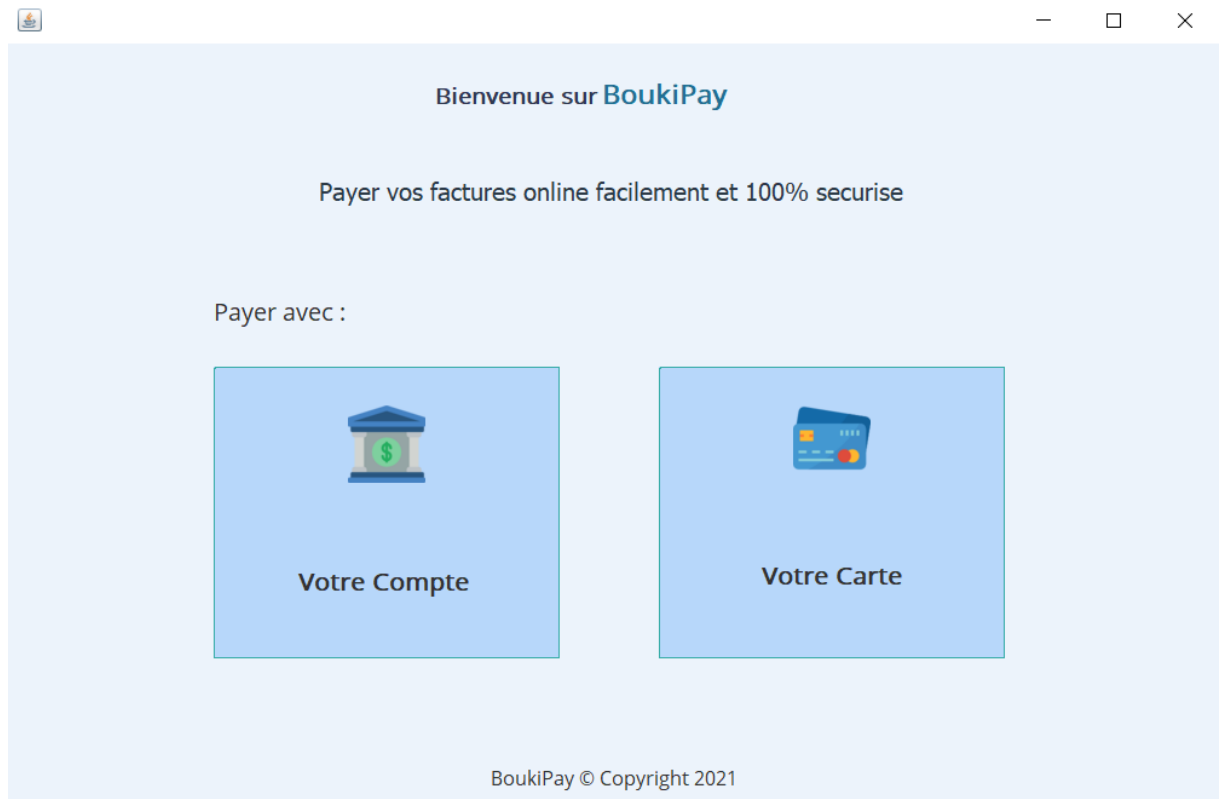 Bienvenue sur BoukiPay
Payer vos factures online facilement et 100% securise
Payer avec :
Votre Compte
Votre Carte
BoukiPay © Copyright 2021